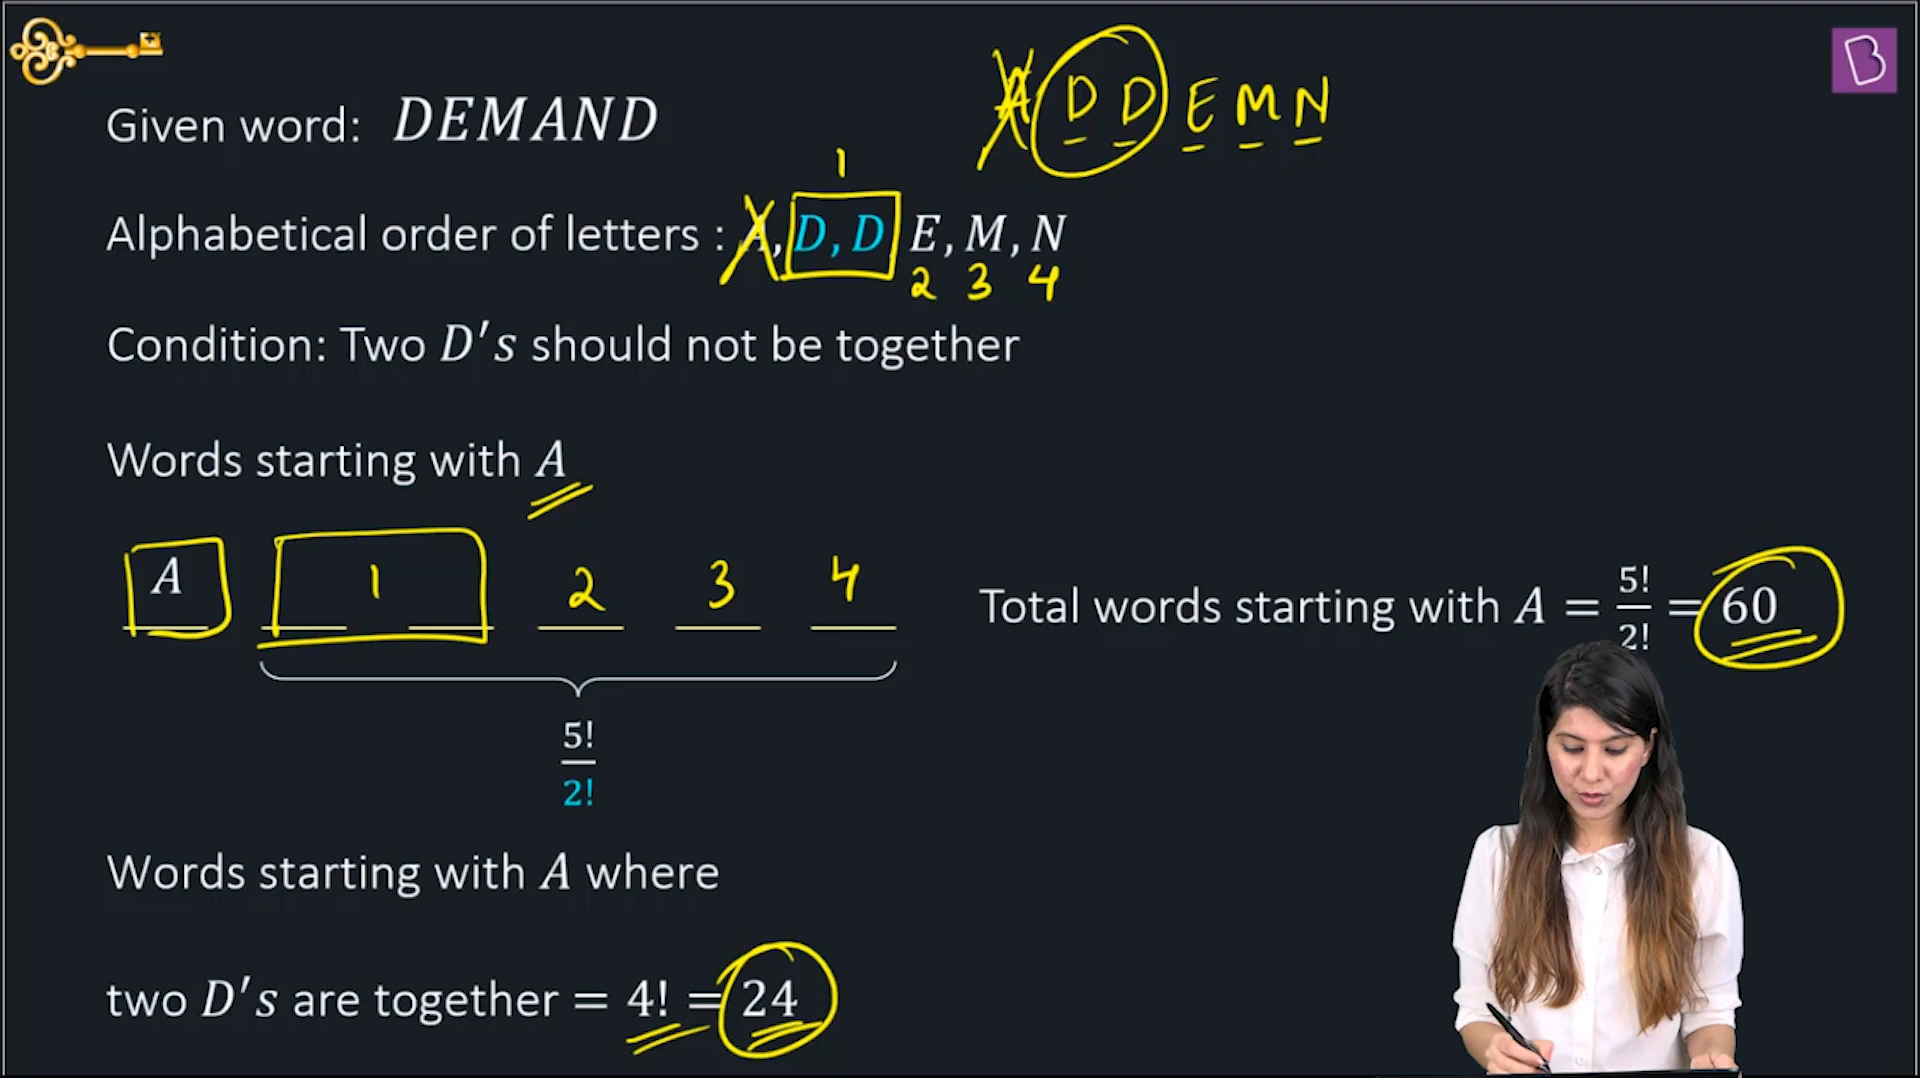 A D D E M N
Given word: DEMAND
1
Alphabetical order of letters : A, D, D, E, M, N
2 3 4
Condition: Two D's should not be together
Words starting with A
A 1 2 3 4
Total words starting with A = 5!/2! = 60
5!/2!
Words starting with A where
two D's are together = 4! = 24
B